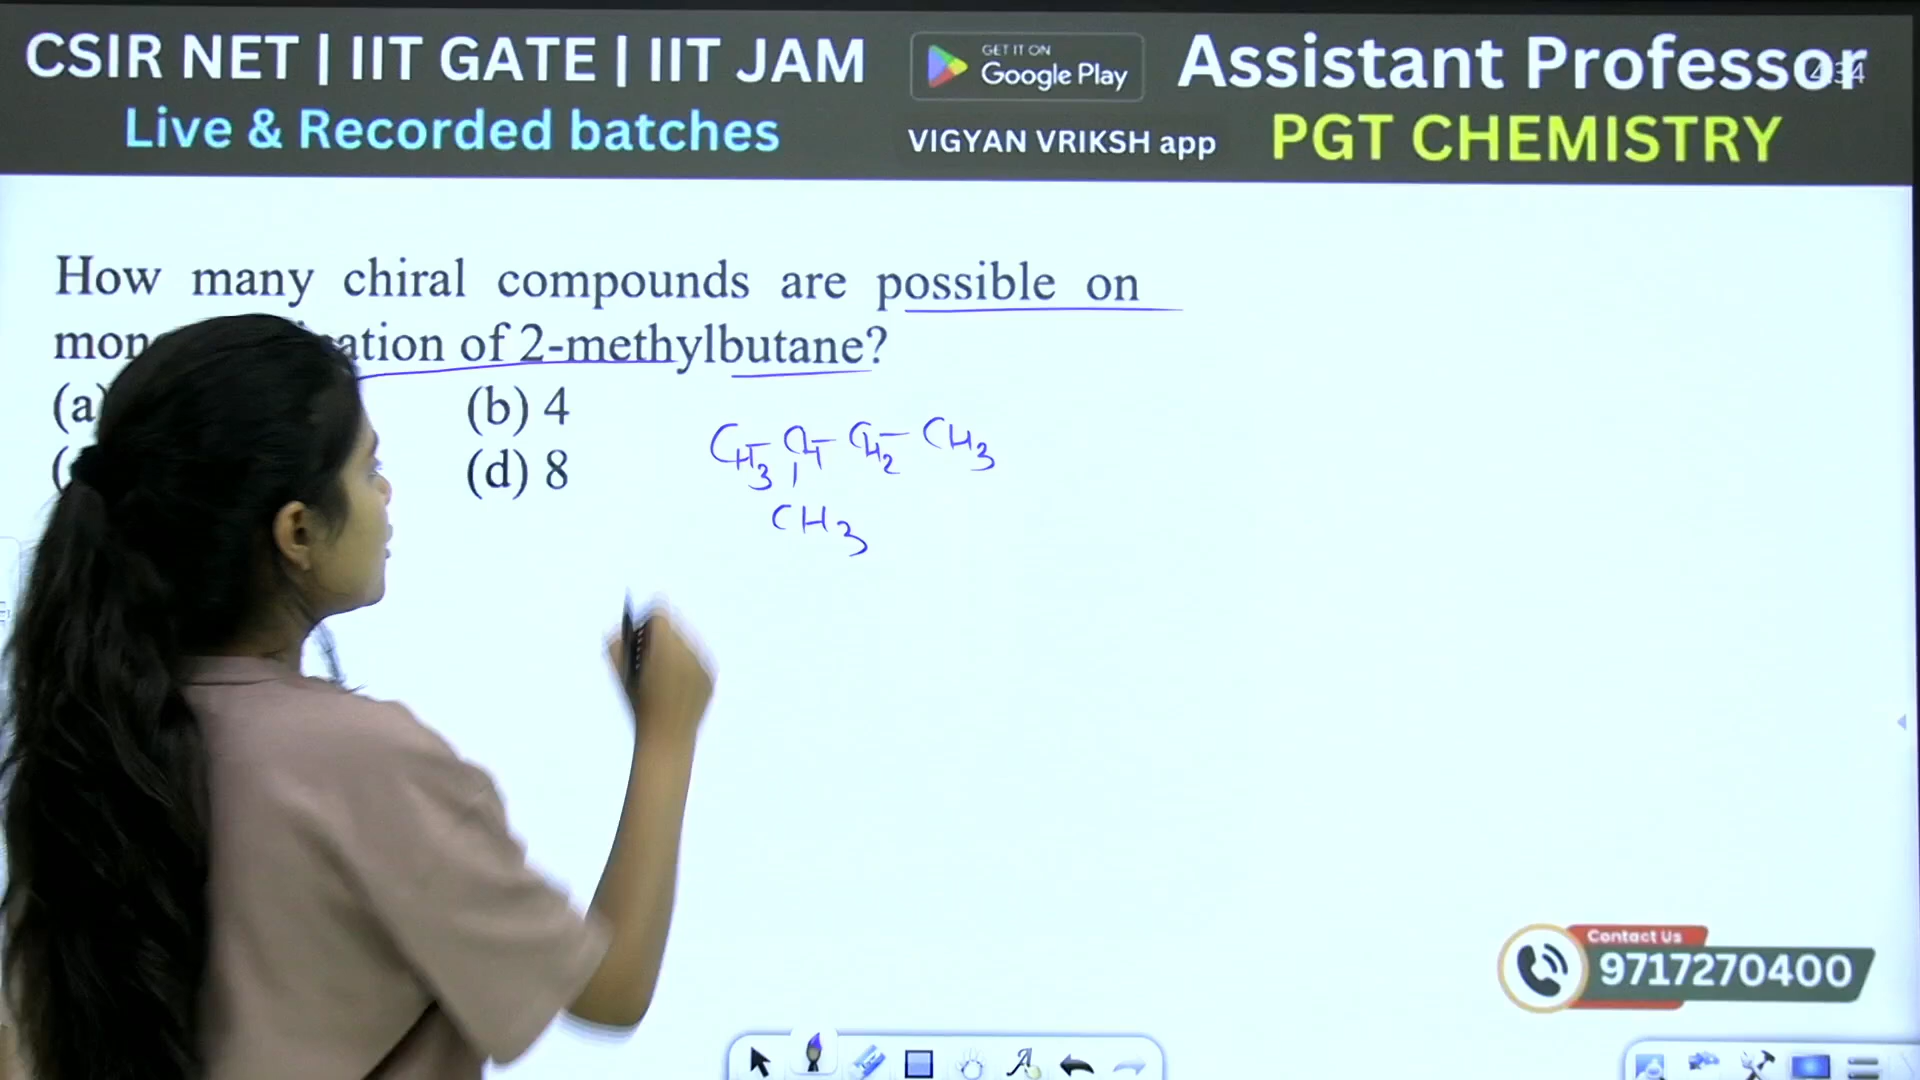 CSIR NET | IIT GATE | IIT JAM
Live & Recorded batches
GET IT ON
Google Play
VIGYAN VRIKSH app
Assistant Professor
4:34
PGT CHEMISTRY
How many chiral compounds are possible on
of 2-methylbutane?
(a) (b) 4
(d) 8
CH3 - CH - CH2 - CH3
CH3
Contact Us
9717270400